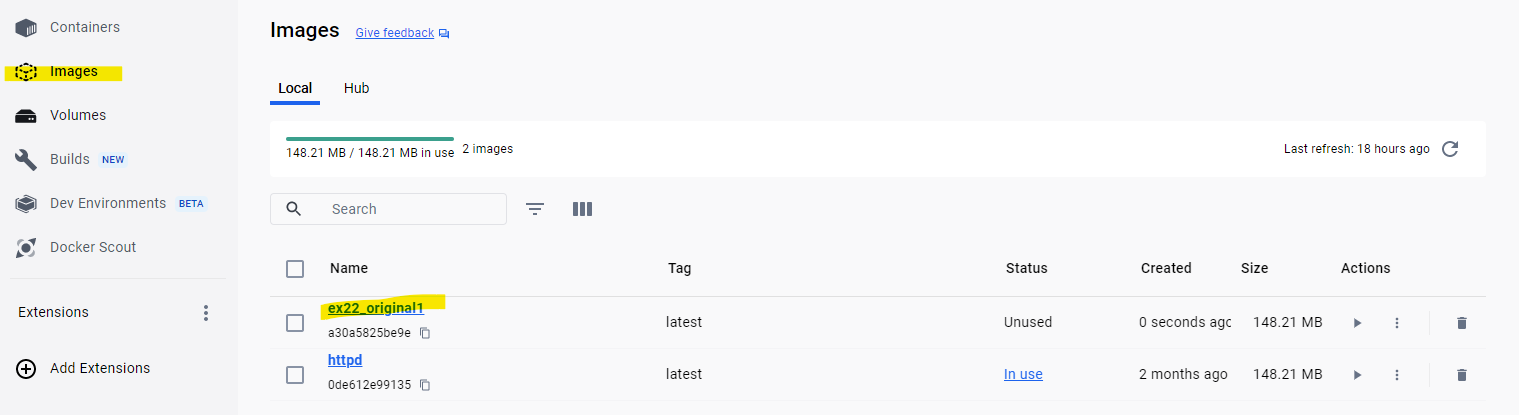 Containers
Images
Volumes
Builds NEW
Dev Environments BETA
Docker Scout
Extensions
Add Extensions
Images Give feedback
Local Hub
148.21 MB / 148.21 MB in use 2 images
Last refresh: 18 hours ago
Search
Name Tag Status Created Size Actions
ex22_original1
latest Unused 0 seconds agc 148.21 MB
a30a5825be9e
httpd
latest In use 2 months ago 148.21 MB
0de612e99135